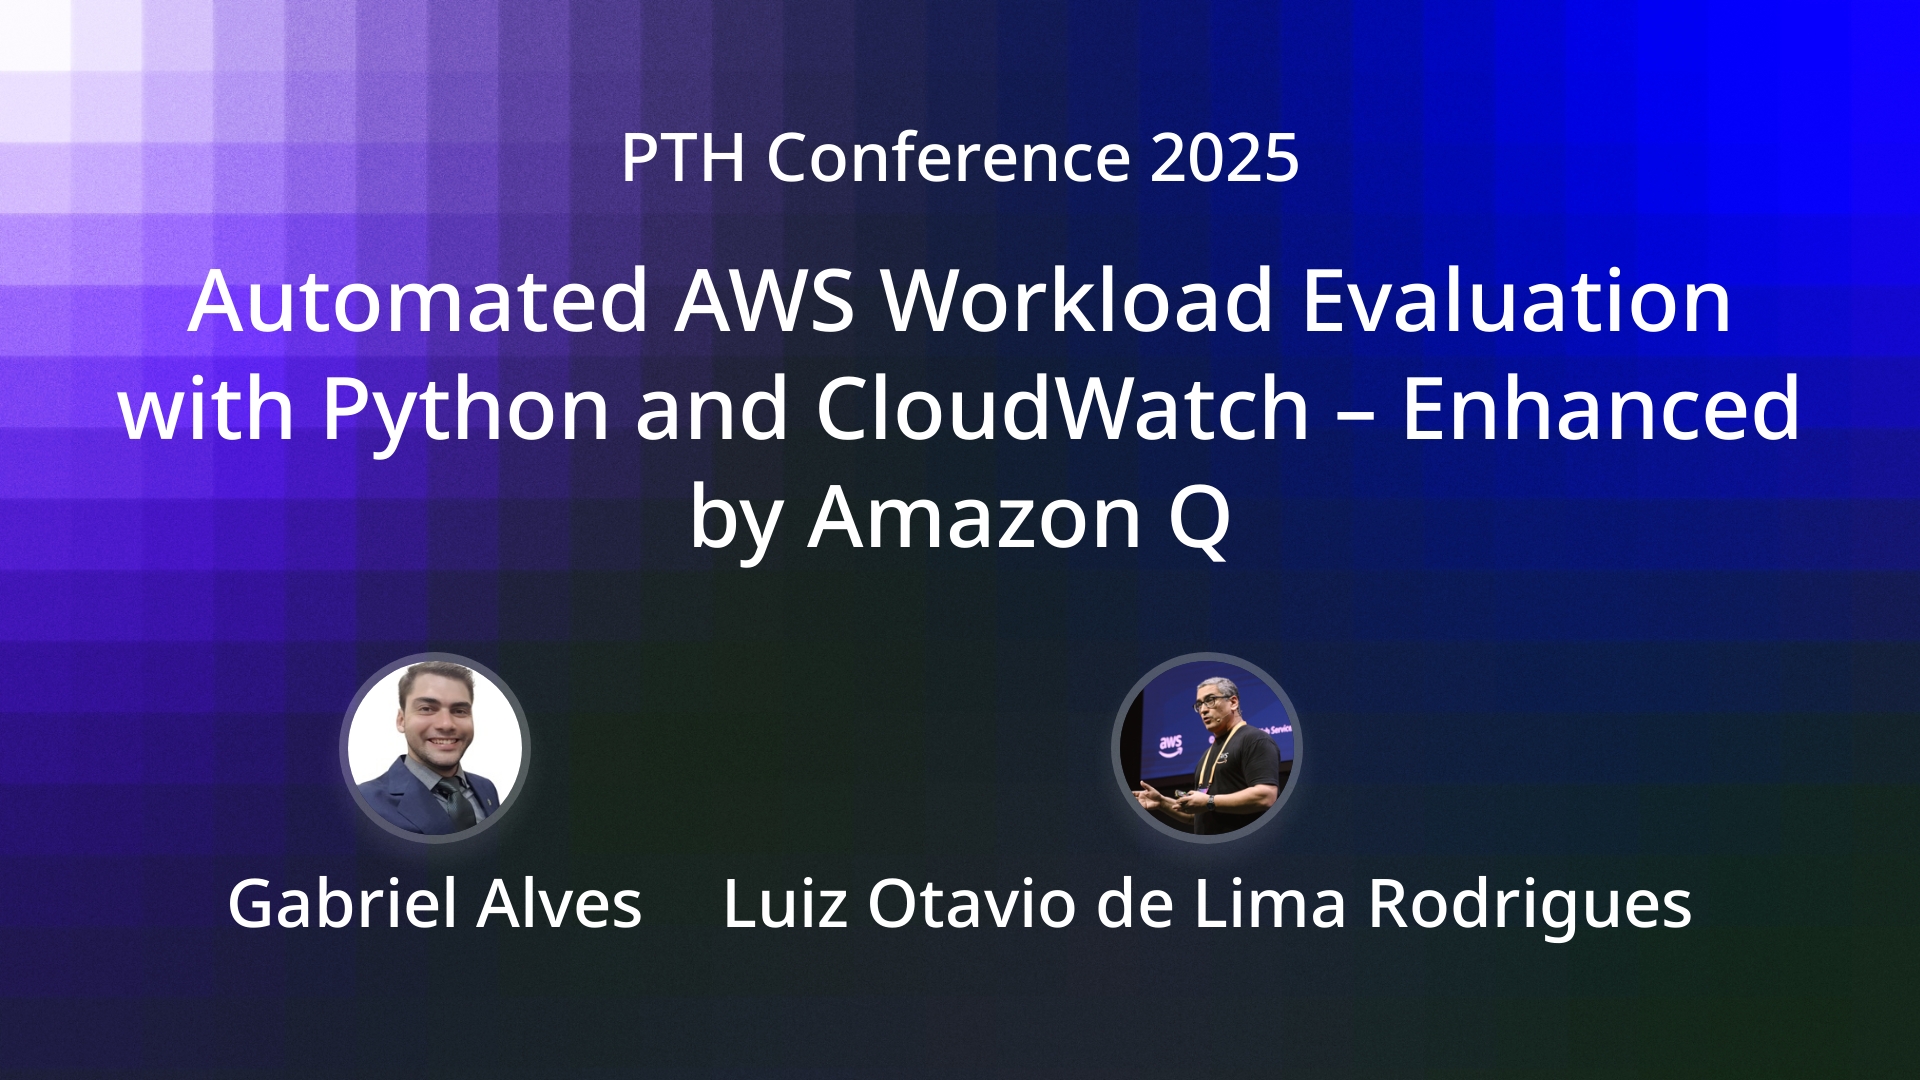 PTH Conference 2025
Automated AWS Workload Evaluation
with Python and CloudWatch – Enhanced
by Amazon Q
aws
Gabriel Alves Luiz Otavio de Lima Rodrigues